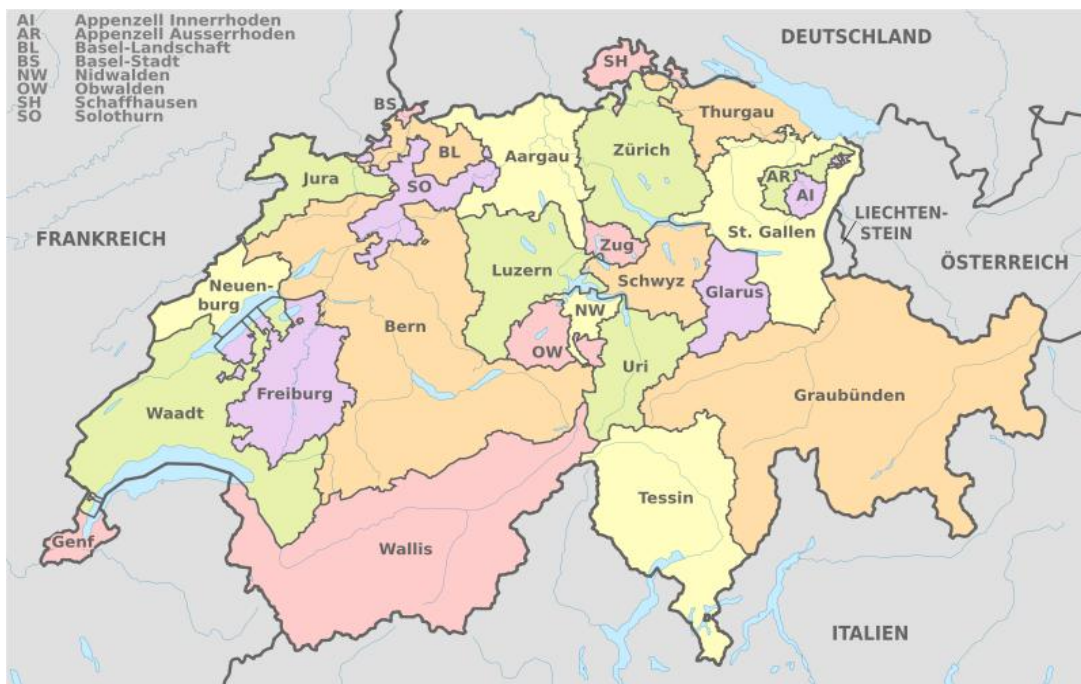 AI Appenzell Innerrhoden
AR Appenzell Ausserrhoden
BL Basel-Landschaft
BS Basel-Stadt
NW Nidwalden
OW Obwalden
SH Schaffhausen
SO Solothurn
DEUTSCHLAND
SH
BS
Thurgau
BL
Aargau
Zürich
Jura
SO
AR
AI
LIECHTEN-
STEIN
FRANKREICH
St. Gallen
Zug
ÖSTERREICH
Luzern
Schwyz
Neuen-
burg
Glarus
NW
Bern
OW
Uri
Freiburg
Graubünden
Waadt
Tessin
Genf
Wallis
ITALIEN